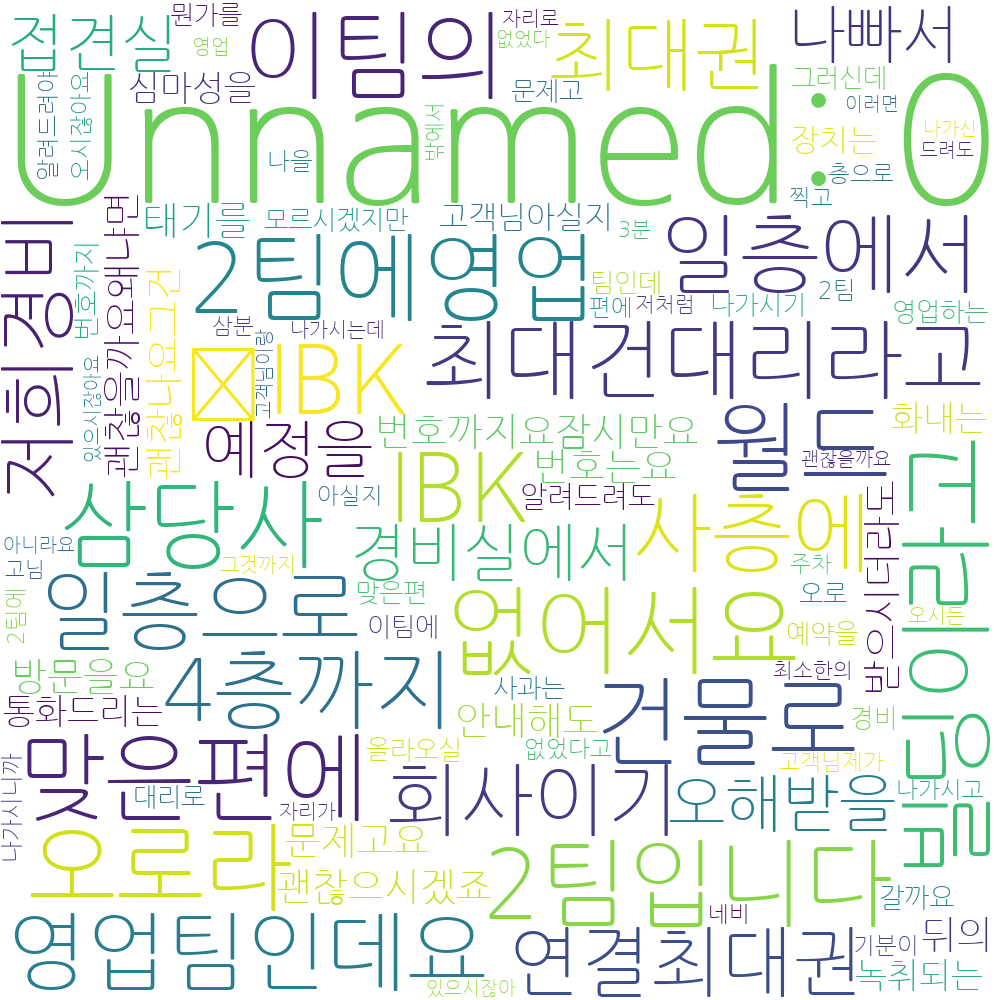 접견실
뭔가를
영업
이팀의
자리로
없었다
최대권
나빠서
심마성을
문제고
그러신데
이러면
알려드려야
오시잖아요
Unnamed: 0
나을
밖에서
장치는
나가신
드려도
찍고
층으로
저희경비
괜찮을까요왜냐면
태기를
모르시겠지만
고객님아실지
3분
일층에서
번호까지
괜찮나요그건
2팀에영업
팀인데
편에
저처럼
나가시기
2팀
영업하는
삼분
나가시는데
고객님이랑
IBK
최대건대리라고
있으시잖아요
예정을
번호까지요잠시만요
월드
화내는
IBK
번호는요
괜찮을까요
삼당사
아실지
알려드려도
사층에
받으시더라도
빌딩이라고
아니라요
고님
그것까지
경비실에서
주차
2팀에
일층으로
맞은편
이팀에
없어서요
오로
예약을
오시든
최소한의
방문을요
4층까지
사과는
통화드리는
안내해도
건물로
경비
나가시니까
맞은편에
올라오실
없었다고
고객님제가
대리로
자리가
회사이기
오해받을
나가시고
오로라
문제고요
괜찮으시겠죠
2팀입니다
갈까요
영업팀인데요
네비
연결최대권
기분이
뒤의
녹취되는
있으시잖아